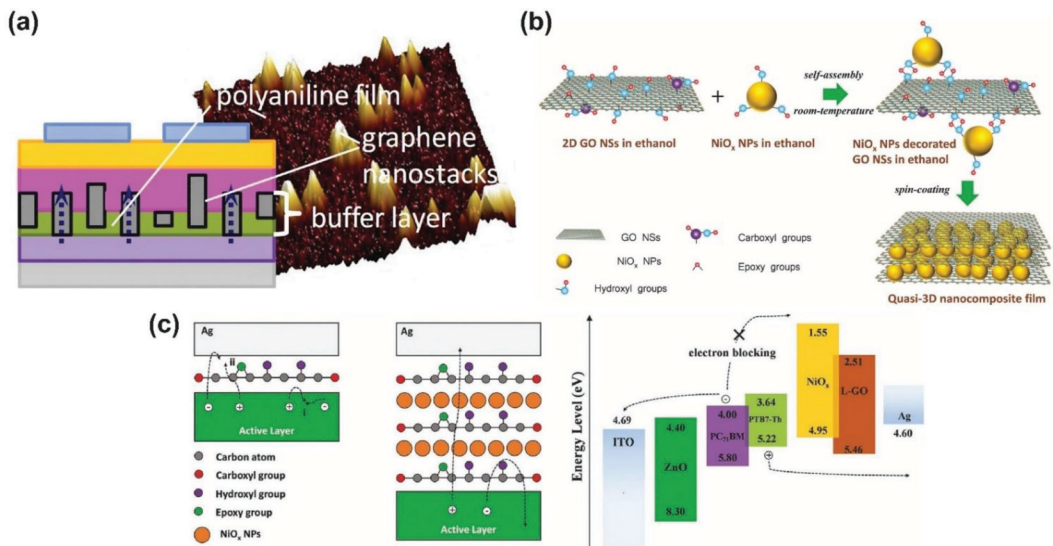 (a)
polyaniline film
graphene
nanostacks
buffer layer
(b)
2D GO NSs in ethanol
+
NiOx NPs in ethanol
self-assembly
room-temperature
NiOx NPs decorated
GO NSs in ethanol
spin-coating
GO NSs
NiOx NPs
Hydroxyl groups
Carboxyl groups
Epoxy groups
Quasi-3D nanocomposite film
(c)
Ag
ii
i
Active Layer
Carbon atom
Carboxyl group
Hydroxyl group
Epoxy group
NiOx NPs
Ag
Active Layer
Energy Level (eV)
electron blocking
4.69
ITO
4.40
ZnO
8.30
4.00
PC71BM
5.80
3.64
PTB7-Th
5.22
1.55
NiOx
4.95
2.51
L-GO
5.46
Ag
4.60